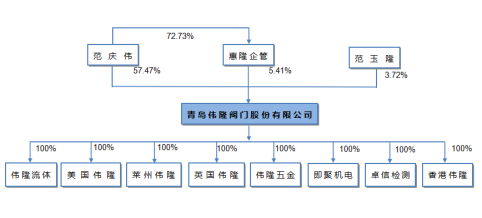 72.73%
范庆伟
惠隆企管
范玉隆
57.47%
5.41%
3.72%
青岛伟隆阀门股份有限公司
100% 100% 100% 100% 100% 100% 100% 100%
伟隆流体 美国伟隆 莱州伟隆 英国伟隆 伟隆五金 即聚机电 卓信检测 香港伟隆